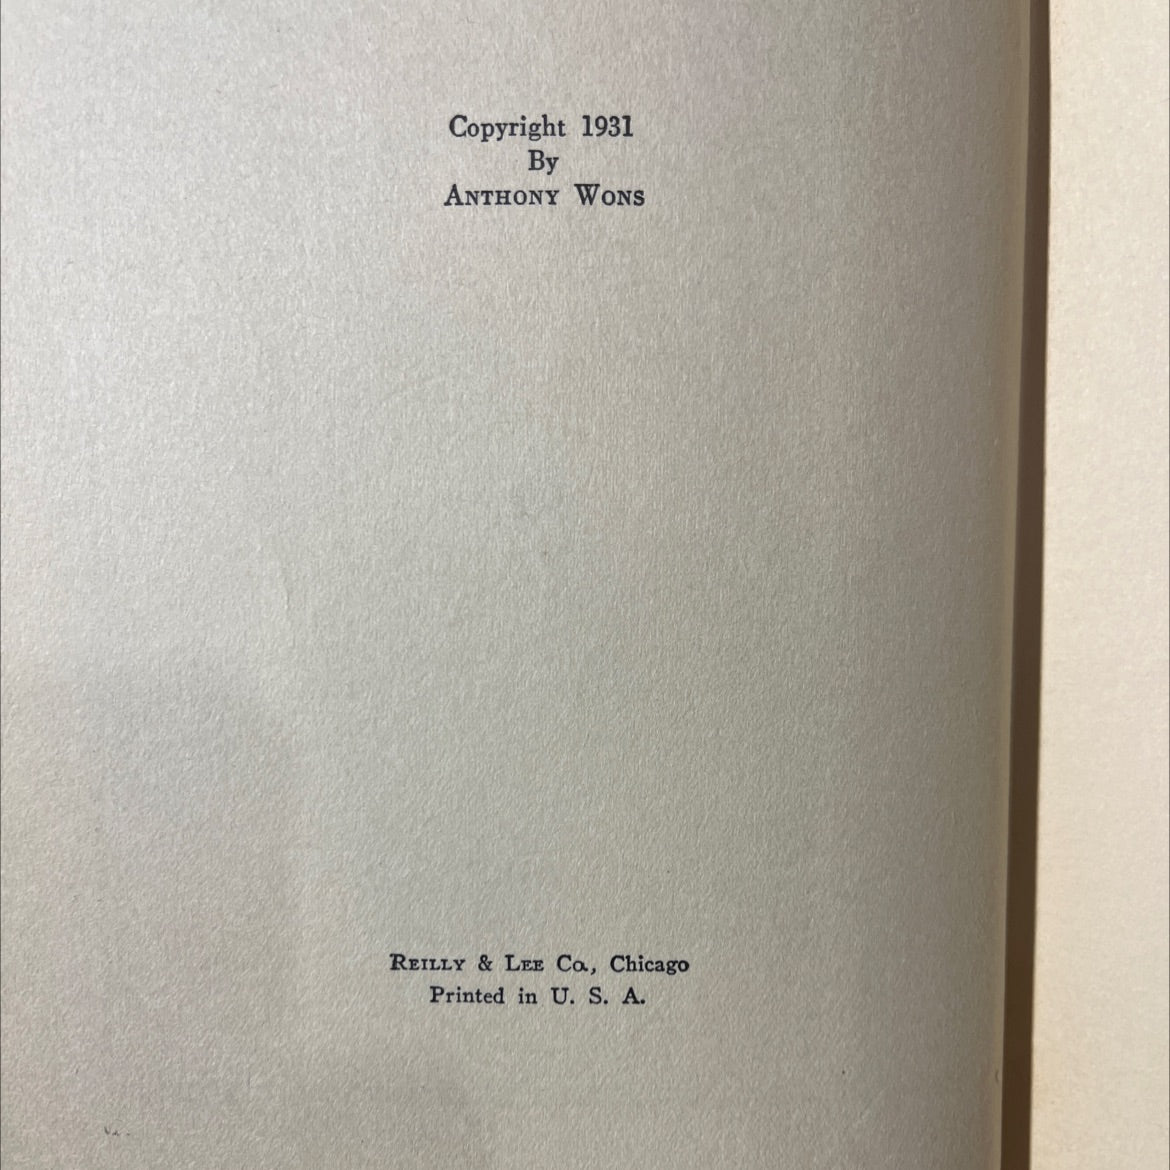 Copyright 1931
By
ANTHONY WONS
REILLY & LEE Co., Chicago
Printed in U. S. A.